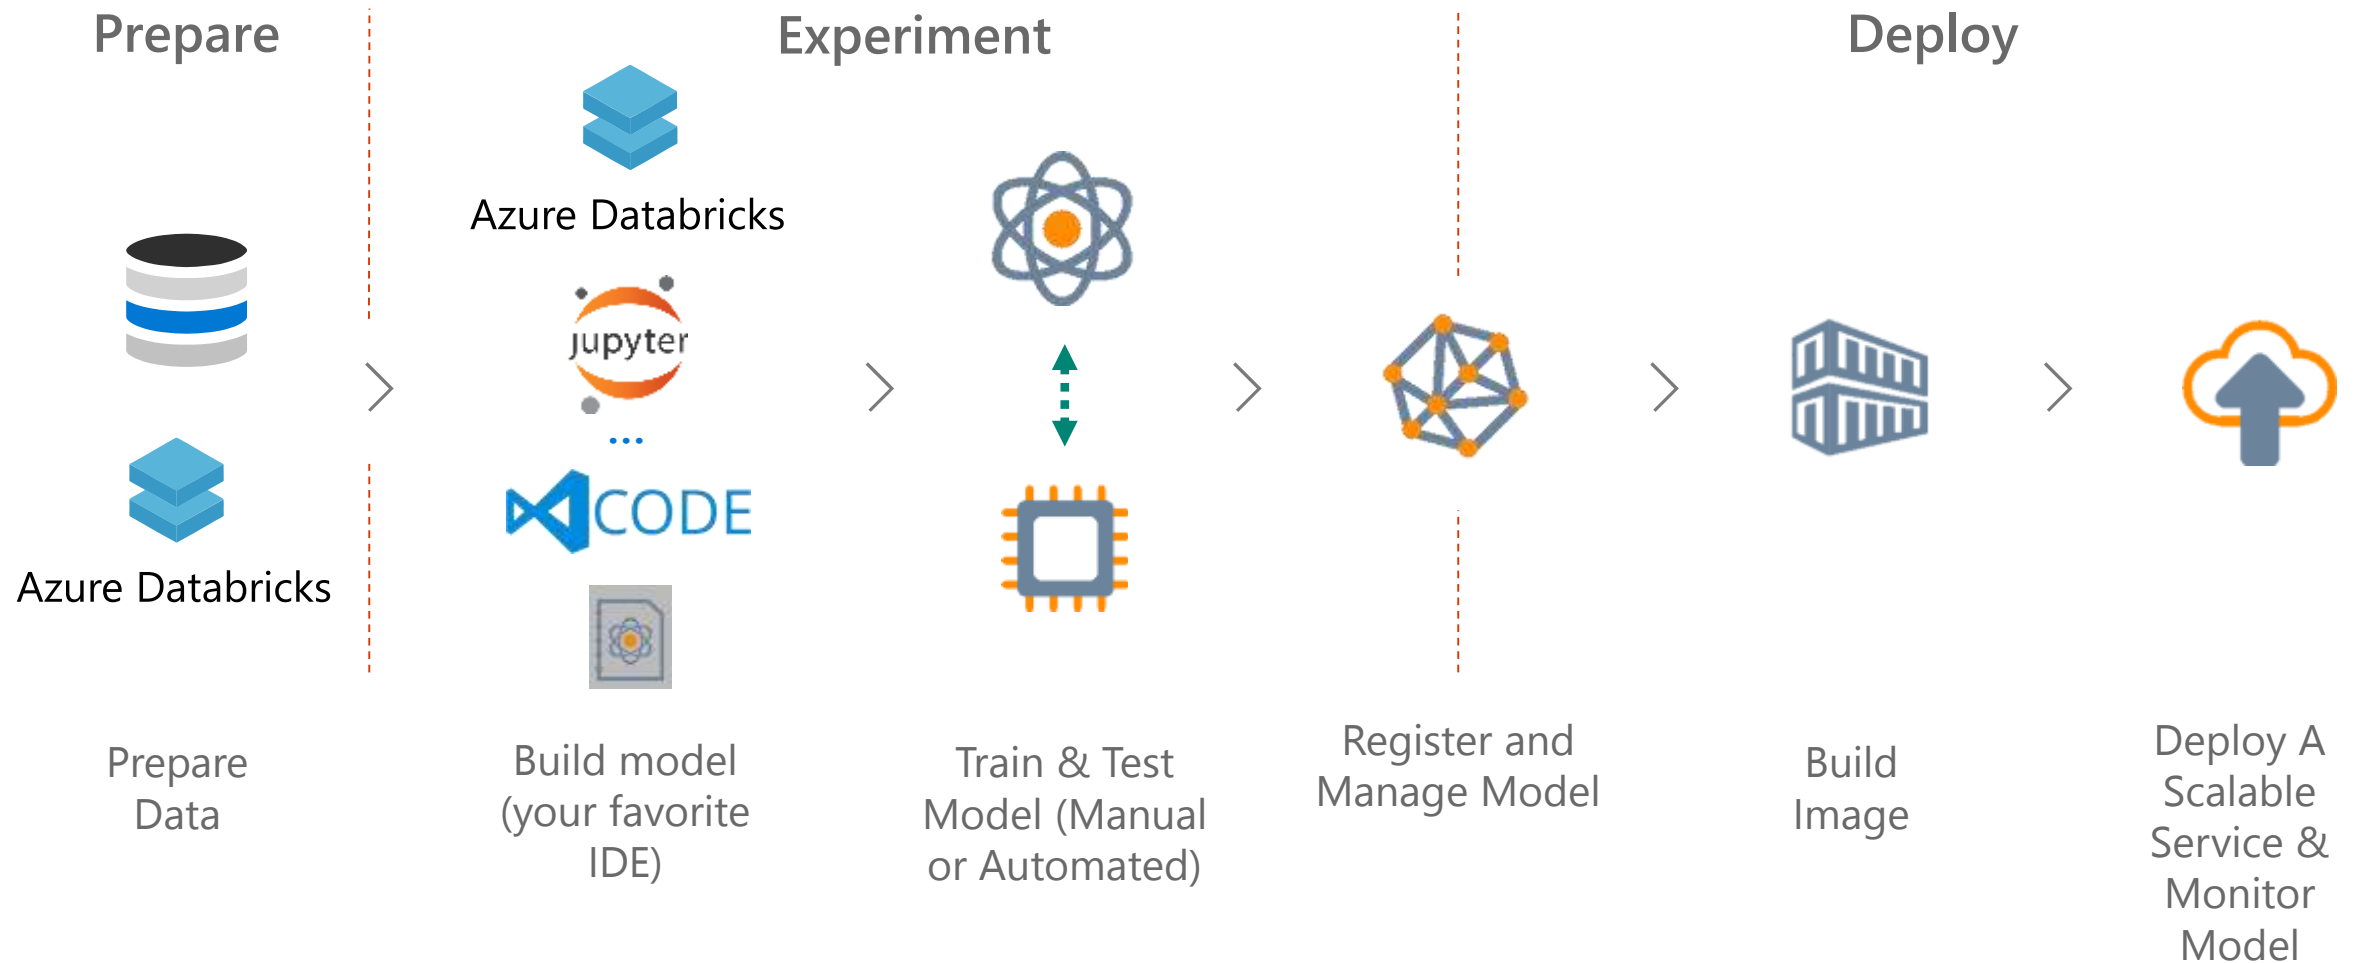 Prepare
Experiment
Deploy
Azure Databricks
jupyter
...
CODE
Azure Databricks
Prepare
Data
Build model
(your favorite
IDE)
Train & Test
Model (Manual
or Automated)
Register and
Manage Model
Build
Image
Deploy A
Scalable
Service &
Monitor
Model